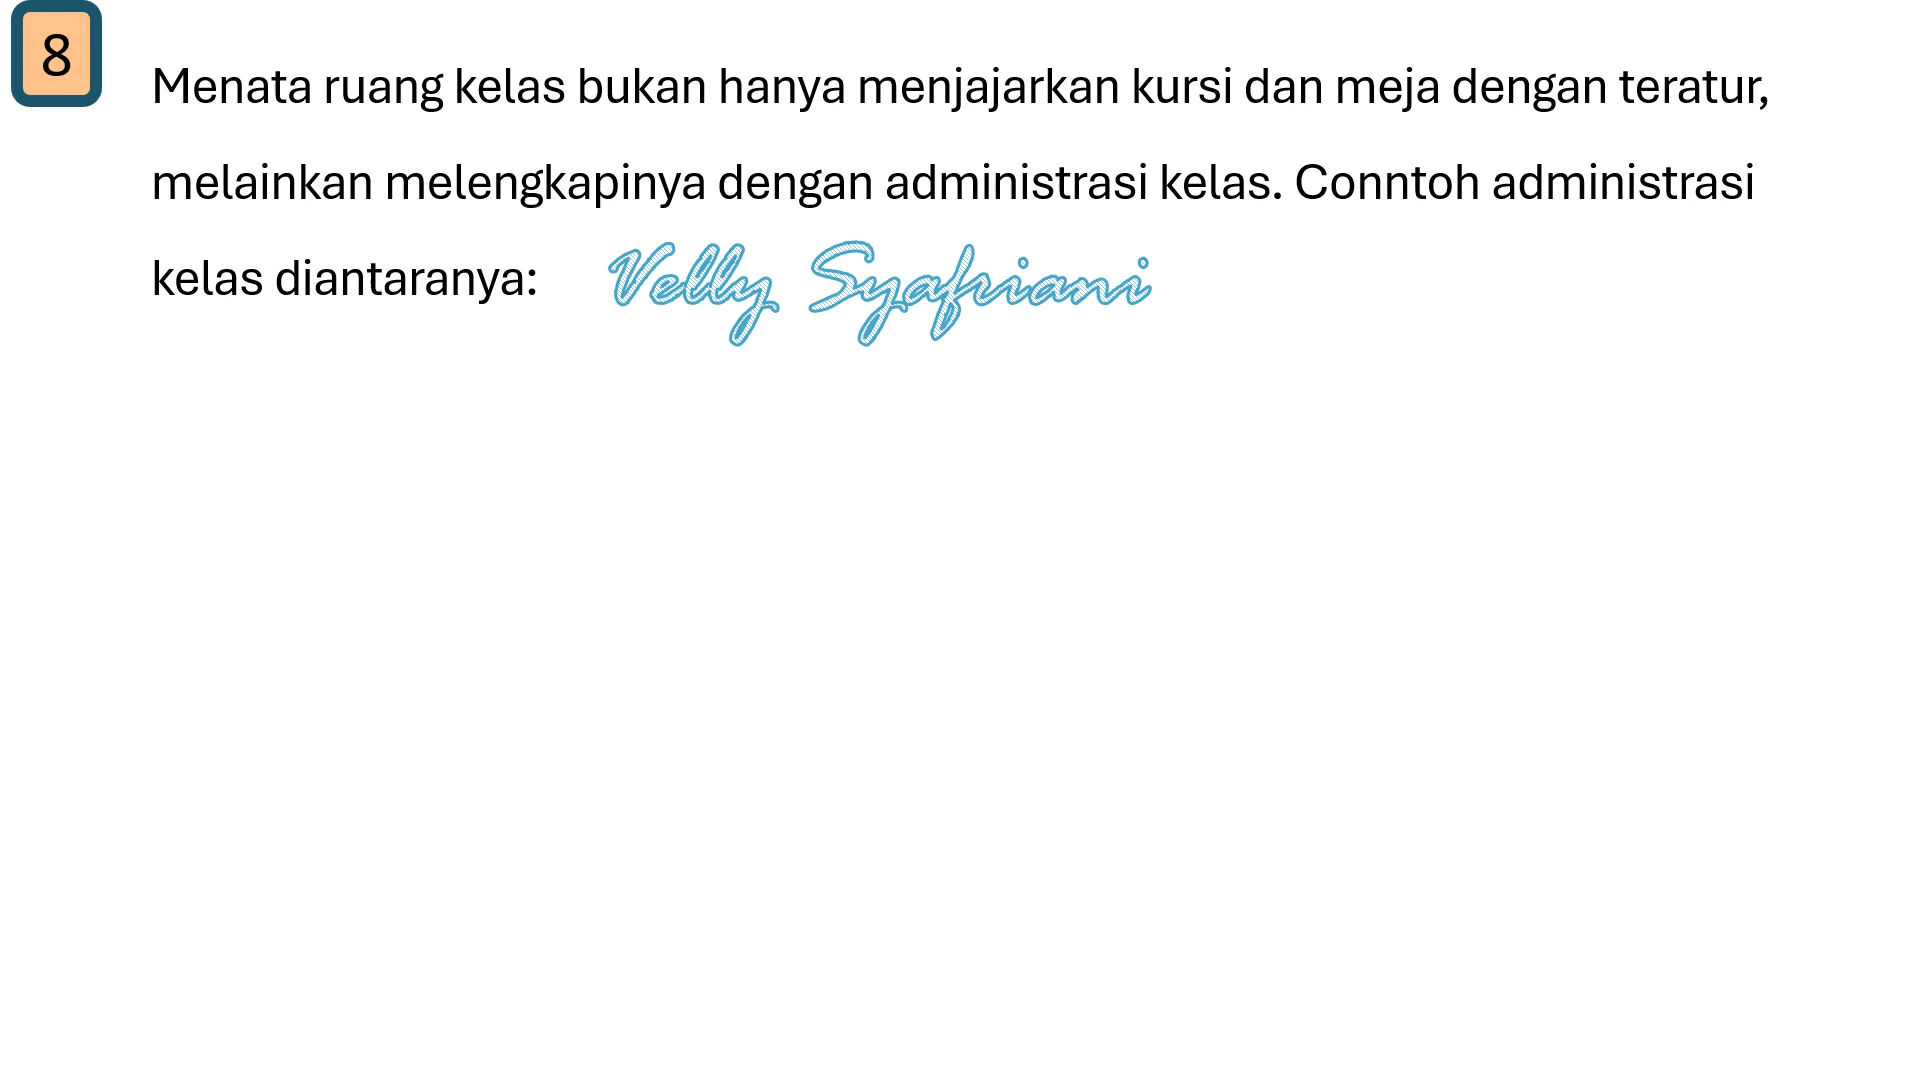 8
Menata ruang kelas bukan hanya menjajarkan kursi dan meja dengan teratur,
melainkan melengkapinya dengan administrasi kelas. Conntoh administrasi
kelas diantaranya: Velly Syafriani